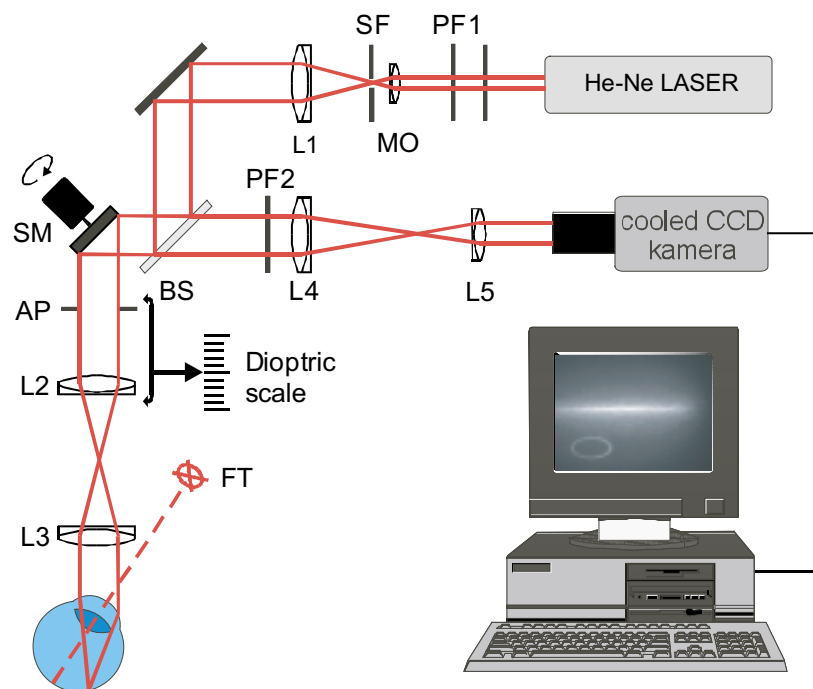 SF
PF1
He-Ne LASER
L1
MO
PF2
SM
cooled CCD
kamera
BS
L4
L5
AP
L2
Dioptric
scale
FT
L3